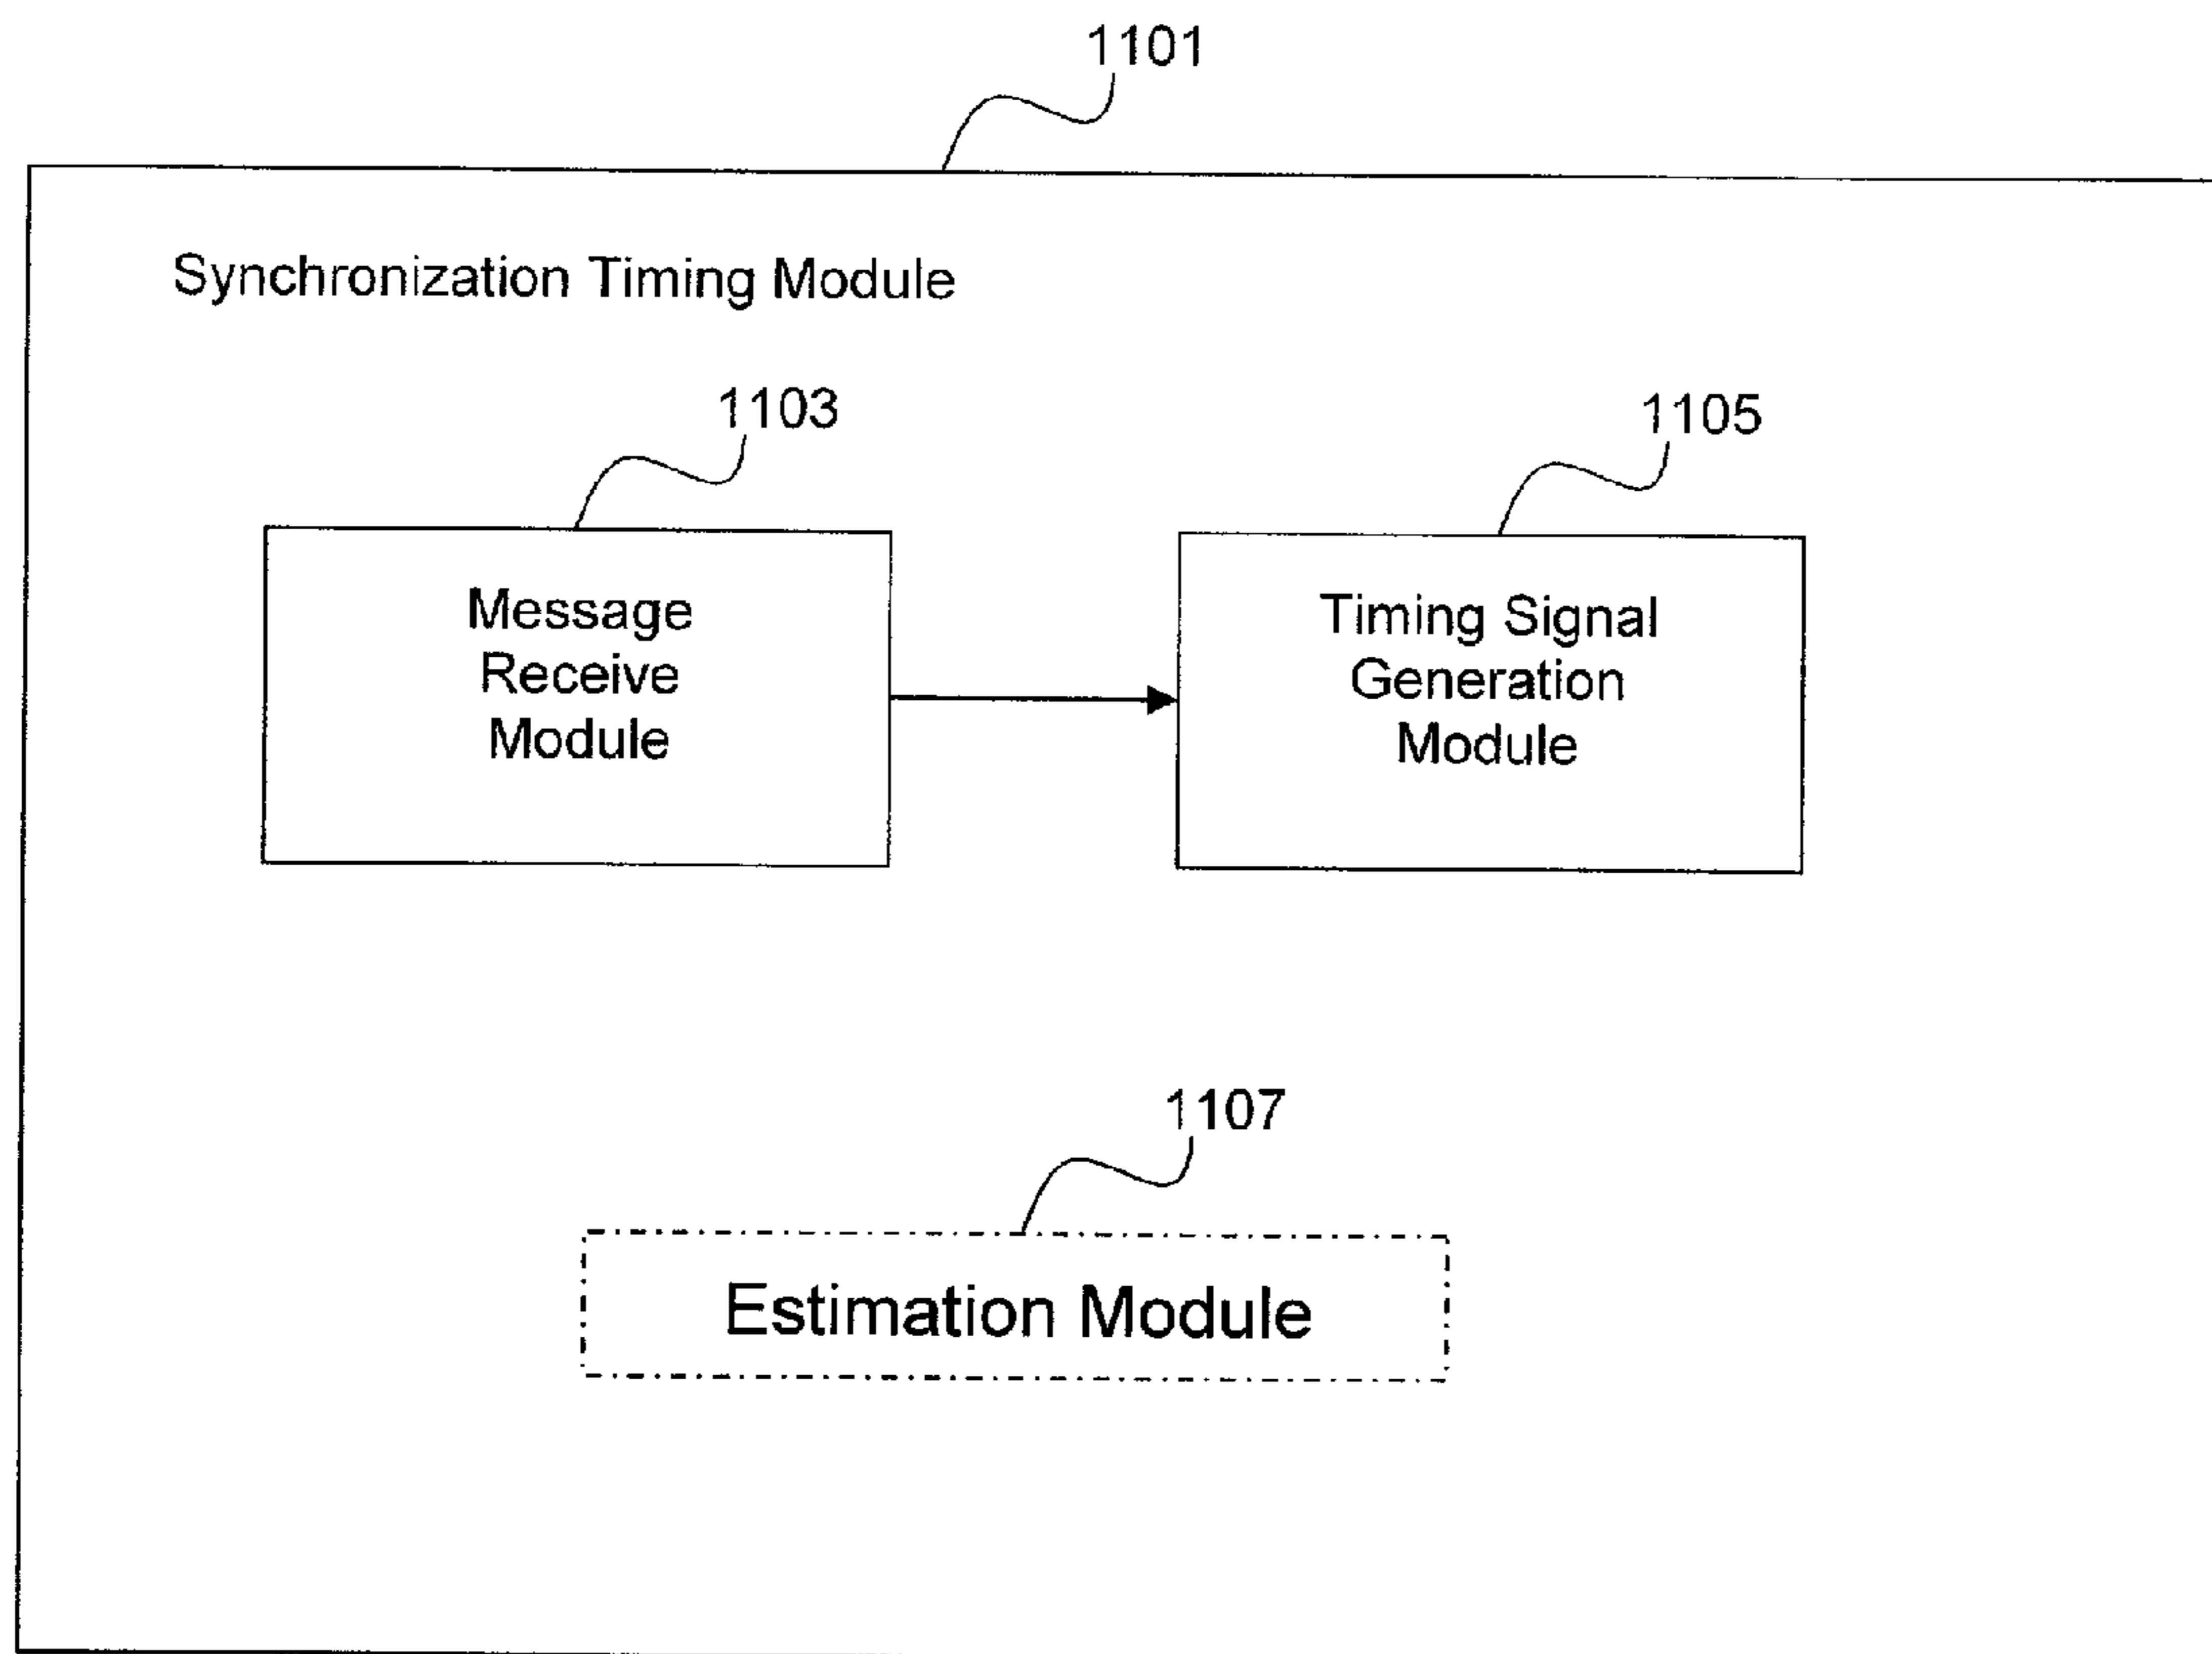 1101
Synchronization Timing Module
1103
1105
Message
Receive
Module
Timing Signal
Generation
Module
1107
Estimation Module